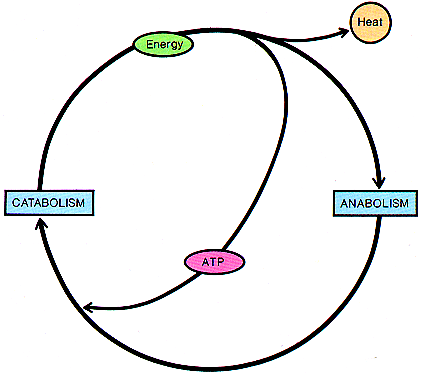 Heat
Energy
CATABOLISM
ANABOLISM
ATP